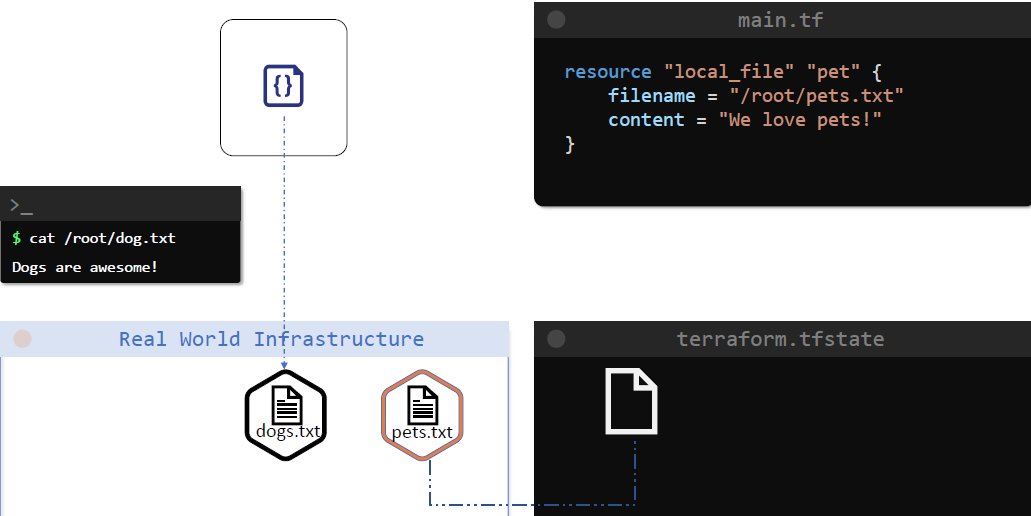 {}
main.tf
resource "local_file" "pet" {
    filename = "/root/pets.txt"
    content = "We love pets!"
}
>_
$ cat /root/dog.txt
Dogs are awesome!
Real World Infrastructure
dogs.txt
pets.txt
terraform.tfstate